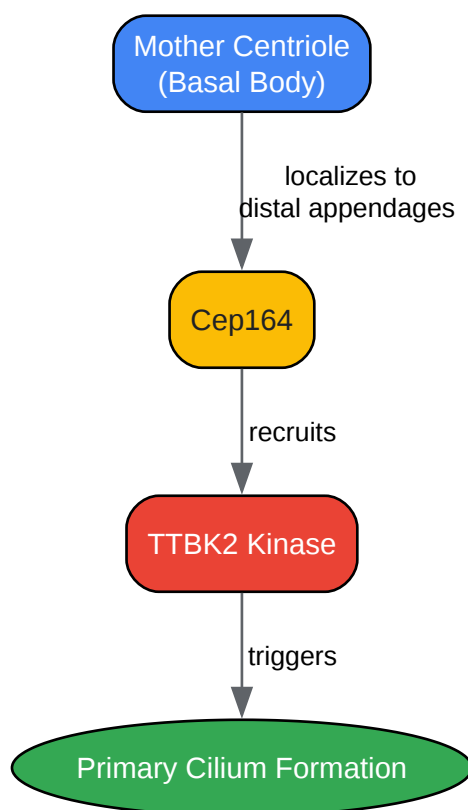 Mother Centriole
(Basal Body)
localizes to
distal appendages
Cep164
recruits
TTBK2 Kinase
triggers
Primary Cilium Formation